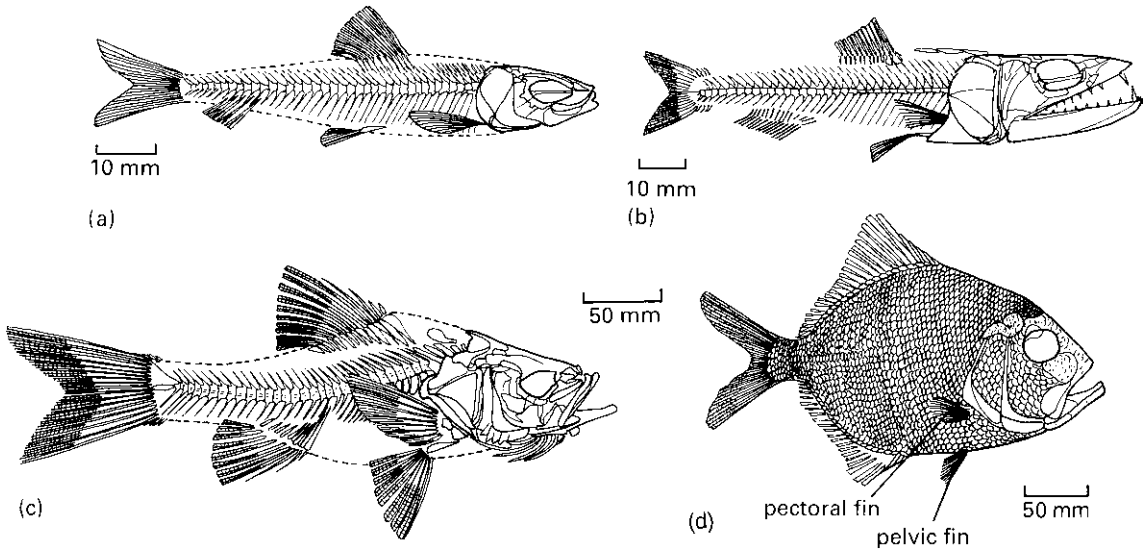 10 mm
(a)
10 mm
(b)
50 mm
(c)
pectoral fin
pelvic fin
(d)
50 mm